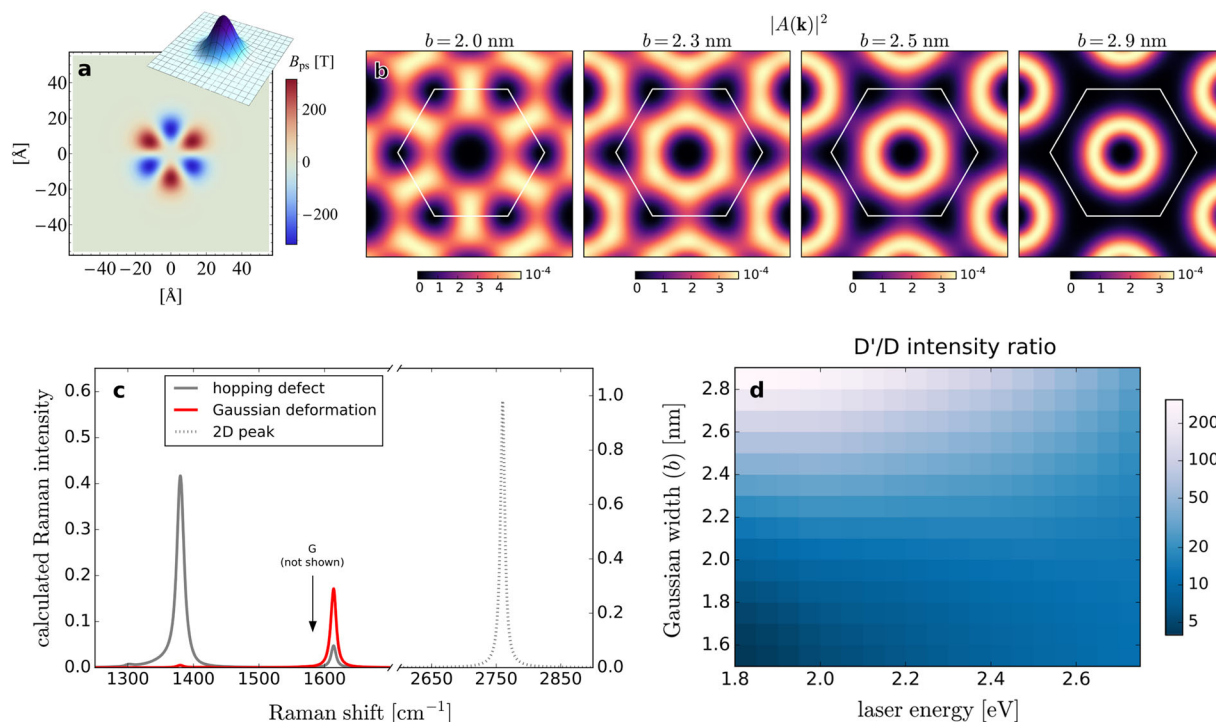 a
B_ps [T]
200
0
−200
[Å]
40
20
0
−20
−40
−40 −20 0 20 40
[Å]
|A(k)|²
b
b = 2.0 nm
b = 2.3 nm
b = 2.5 nm
b = 2.9 nm
0 1 2 3 4 10⁻⁴
0 1 2 3 10⁻⁴
0 1 2 3 10⁻⁴
0 1 2 3 10⁻⁴
c
hopping defect
Gaussian deformation
2D peak
calculated Raman intensity
0.6
0.5
0.4
0.3
0.2
0.1
0.0
G
(not shown)
1.0
0.8
0.6
0.4
0.2
0.0
1300 1400 1500 1600 2650 2750 2850
Raman shift [cm⁻¹]
D'/D intensity ratio
d
Gaussian width (b) [nm]
2.8
2.6
2.4
2.2
2.0
1.8
1.6
1.8 2.0 2.2 2.4 2.6
laser energy [eV]
200
100
50
20
10
5